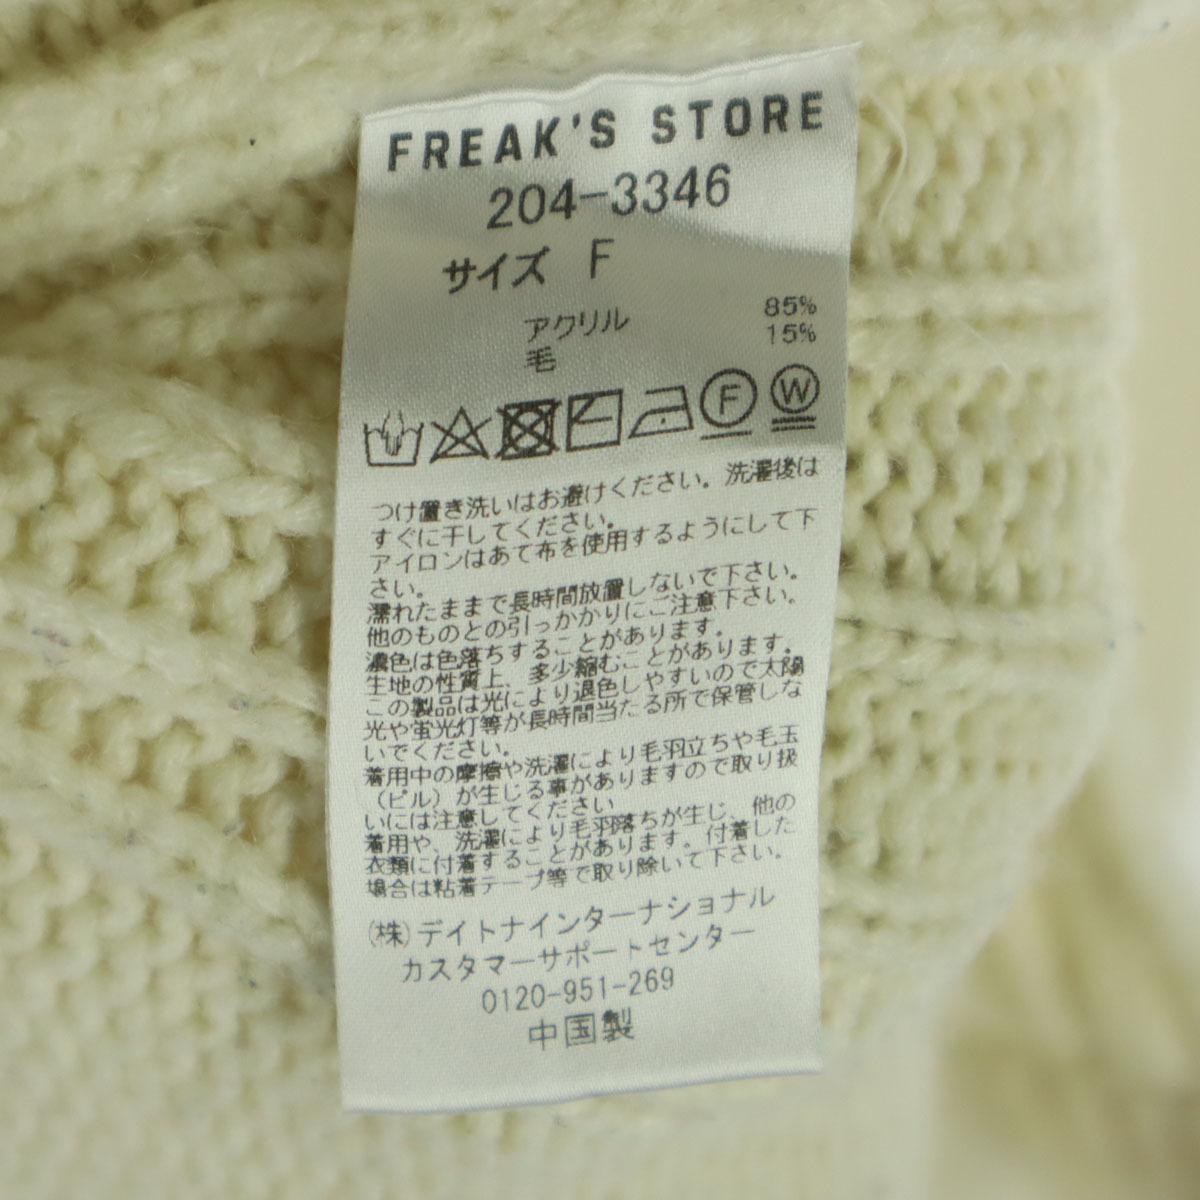 FREAK'S STORE
204-3346
サイズ F
アクリル 85%
毛 15%
F W
つけ置き洗いはお避けください。洗濯後は
すぐに干してください。
アイロンはあて布を使用するようにして下
さい。
濡れたままで長時間放置しないで下さい。
他のものとの引っかかりにご注意下さい。
濃色は色落ちすることがあります。
生地の性質上、多少縮むことがあります。
この製品は光により退色しやすいので太陽
光や蛍光灯等が長時間当たる所で保管しな
いでください。
着用中の摩擦や洗濯により毛羽立ちや毛玉
(ピル)が生じる事がありますので取り扱
いには注意してください
着用や、洗濯により毛羽落ちが生じ、他の
衣類に付着することがあります。付着した
場合は粘着テープ等で取り除いて下さい。
(株)デイトナインターナショナル
カスタマーサポートセンター
0120-951-269
中国製